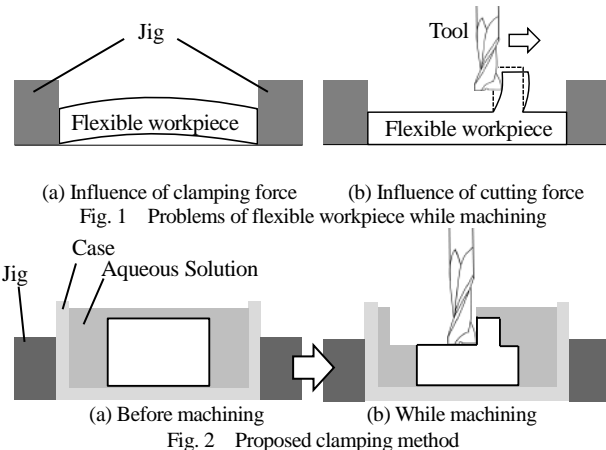 Jig
Tool
Flexible workpiece
Flexible workpiece
(a) Influence of clamping force
(b) Influence of cutting force
Fig. 1 Problems of flexible workpiece while machining
Case
Aqueous Solution
Jig
(a) Before machining
(b) While machining
Fig. 2 Proposed clamping method